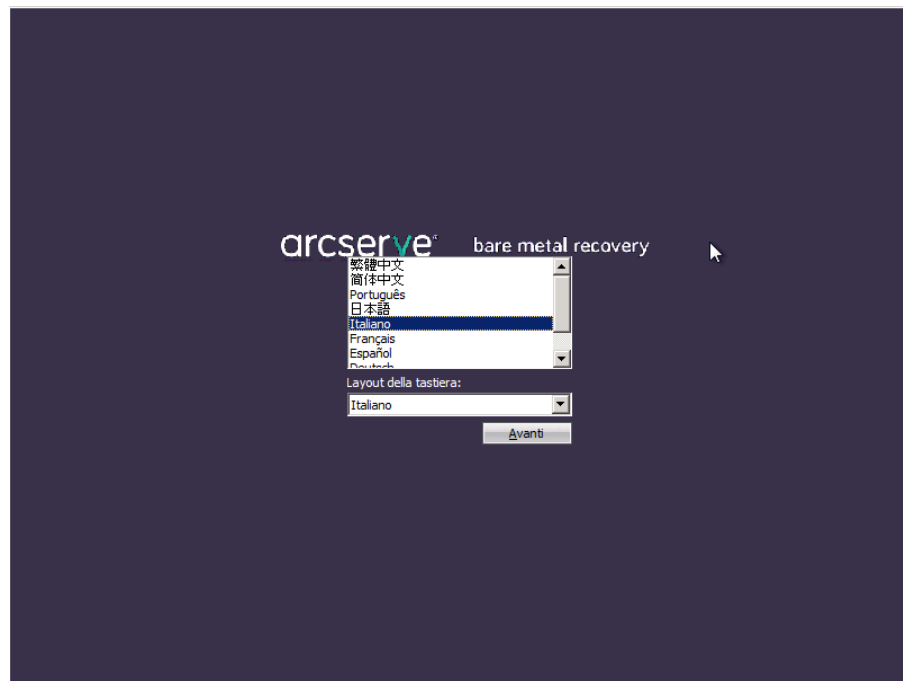 arcserve® bare metal recovery
繁體中文
简体中文
Português
日本語
Italiano
Français
Español
Deutsch
Layout della tastiera:
Italiano
Avanti